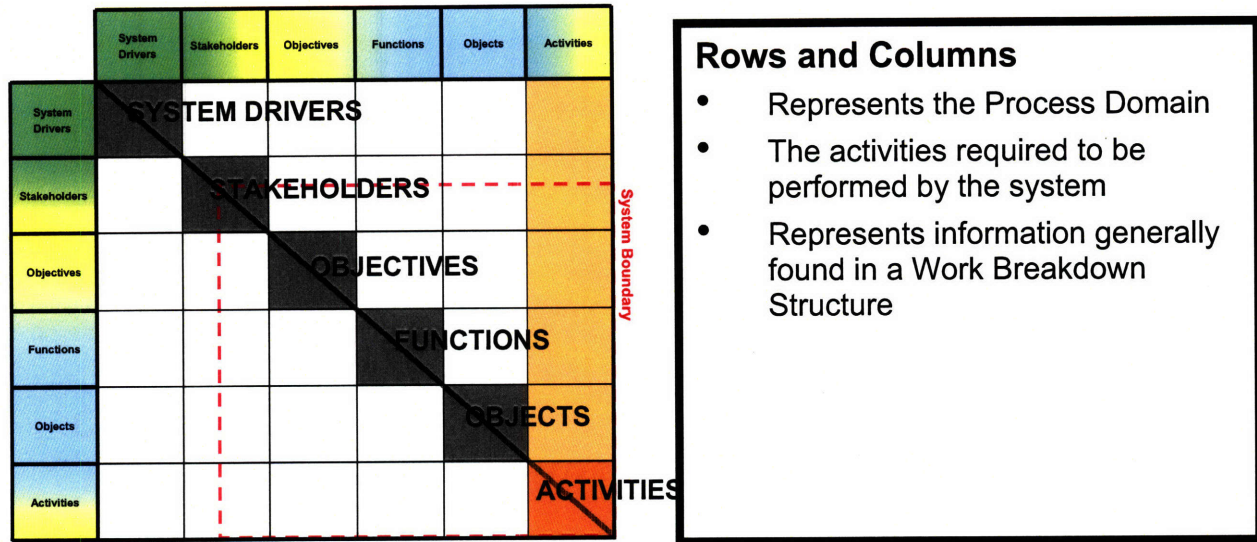 System Drivers
Stakeholders
Objectives
Functions
Objects
Activities
System Drivers
SYSTEM DRIVERS
Stakeholders
STAKEHOLDERS
System Boundary
Objectives
OBJECTIVES
Functions
FUNCTIONS
Objects
OBJECTS
Activities
ACTIVITIES
Rows and Columns
• Represents the Process Domain
• The activities required to be
performed by the system
• Represents information generally
found in a Work Breakdown
Structure